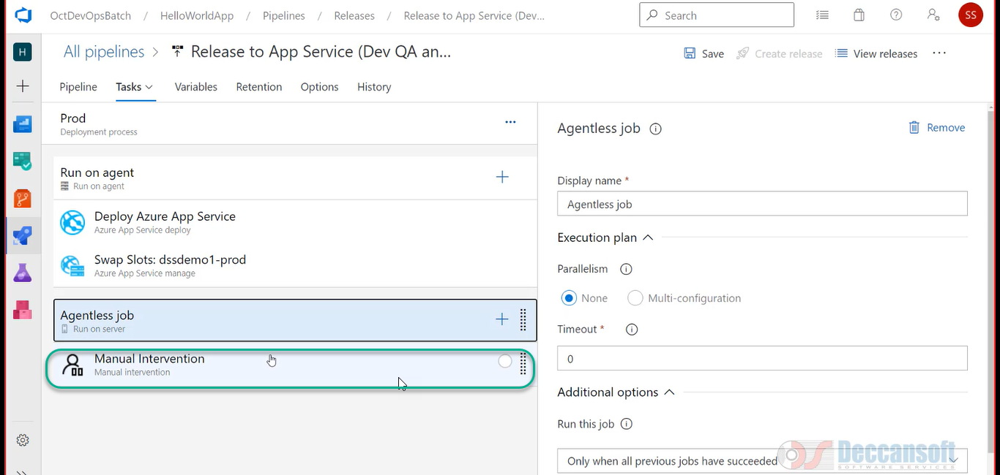 OctDevOpsBatch / HelloWorldApp / Pipelines / Releases / Release to App Service (Dev...
Search
SS
H
All pipelines > Release to App Service (Dev QA an...
Save
Create release
View releases
...
Pipeline
Tasks
Variables
Retention
Options
History
Prod
Deployment process
...
Run on agent
Run on agent
+
Deploy Azure App Service
Azure App Service deploy
Swap Slots: dssdemo1-prod
Azure App Service manage
Agentless job
Run on server
+
Manual Intervention
Manual intervention
Agentless job
Remove
Display name *
Agentless job
Execution plan
Parallelism
None
Multi-configuration
Timeout *
0
Additional options
Run this job
Only when all previous jobs have succeeded
DS Deccansoft
SOFTWARE SERVICES